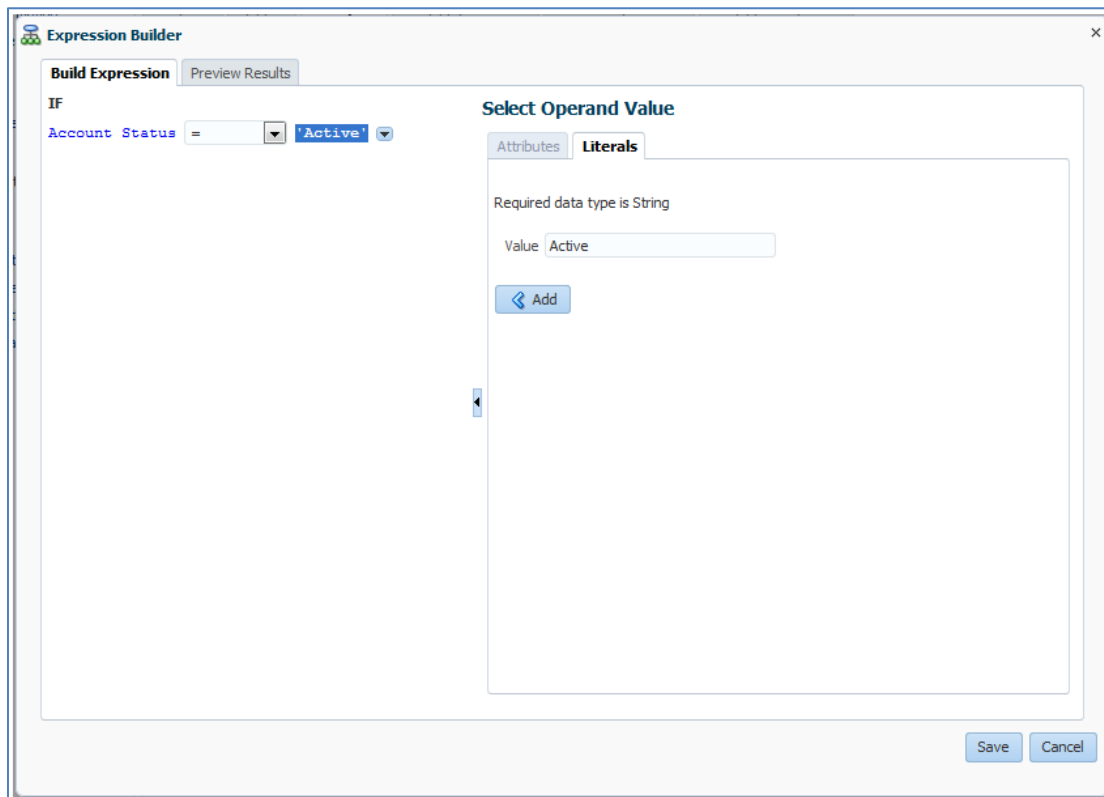 Expression Builder
Build Expression
Preview Results
IF
Account Status = 'Active'
Select Operand Value
Attributes
Literals
Required data type is String
Value Active
Add
Save
Cancel